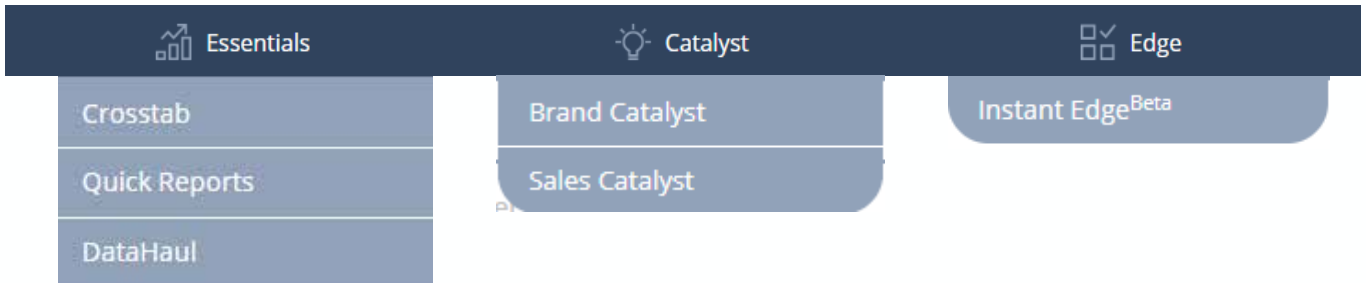 Essentials
Catalyst
Edge
Crosstab
Brand Catalyst
Instant EdgeBeta
Quick Reports
Sales Catalyst
DataHaul